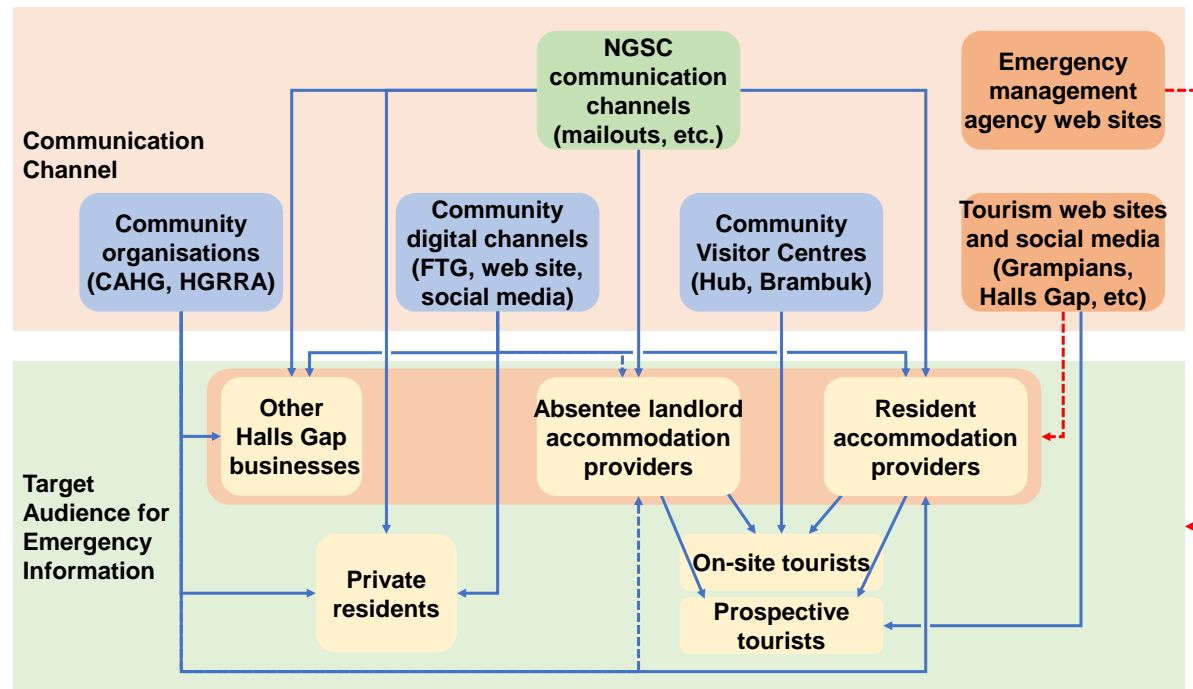 NGSC
communication
channels
(mailouts, etc.)
Emergency
management
agency web sites
Communication
Channel
Community
organisations
(CAHG, HGRRA)
Community
digital channels
(FTG, web site,
social media)
Community
Visitor Centres
(Hub, Brambuk)
Tourism web sites
and social media
(Grampians,
Halls Gap, etc)
Other
Halls Gap
businesses
Absentee landlord
accommodation
providers
Resident
accommodation
providers
Target
Audience for
Emergency
Information
Private
residents
On-site tourists
Prospective
tourists